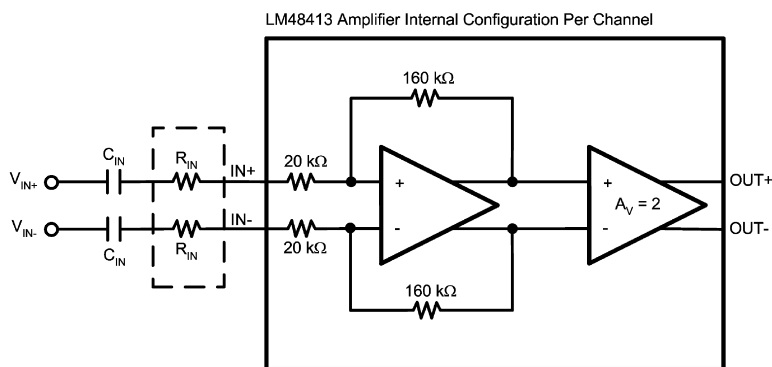 LM48413 Amplifier Internal Configuration Per Channel
160 kΩ
C_IN
R_IN
IN+
20 kΩ
V_IN+
+
+
OUT+
A_V = 2
V_IN-
IN-
-
-
OUT-
C_IN
R_IN
20 kΩ
160 kΩ